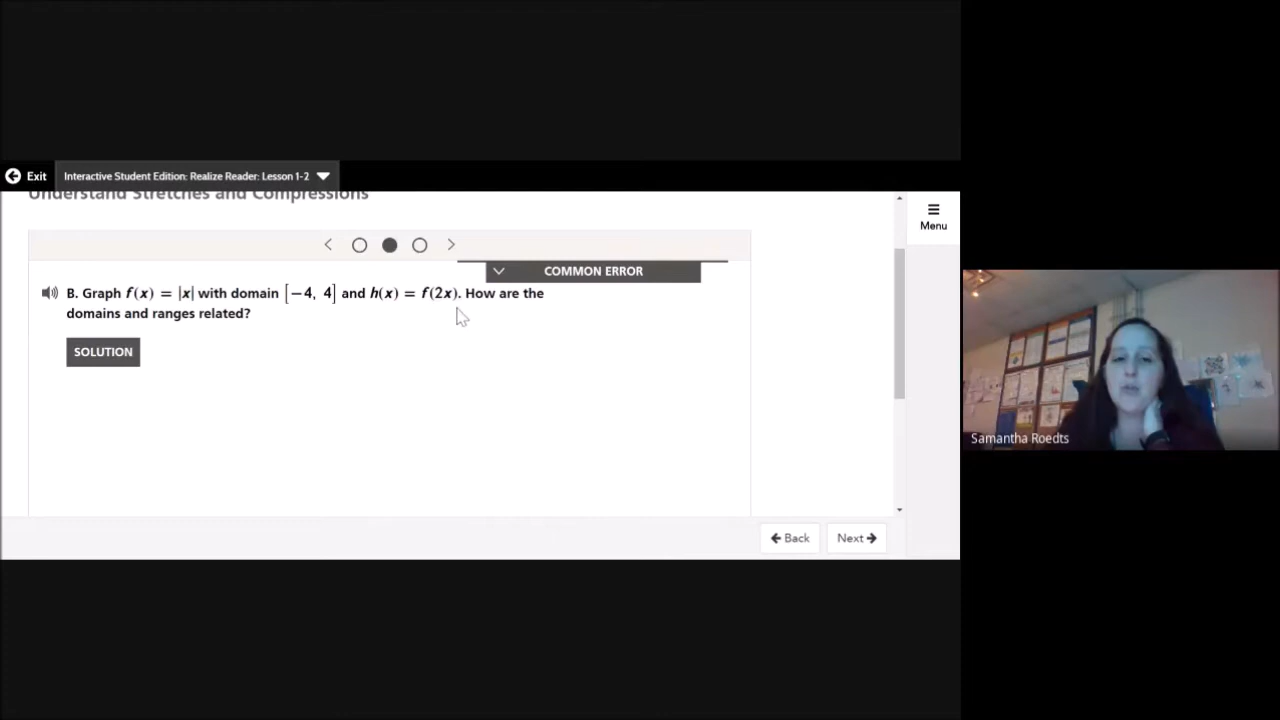 Exit
Interactive Student Edition: Realize Reader: Lesson 1-2
Understand Stretches and Compressions
Menu
COMMON ERROR
B. Graph f(x) = |x| with domain [−4, 4] and h(x) = f(2x). How are the
domains and ranges related?
SOLUTION
Samantha Roedts
Back
Next